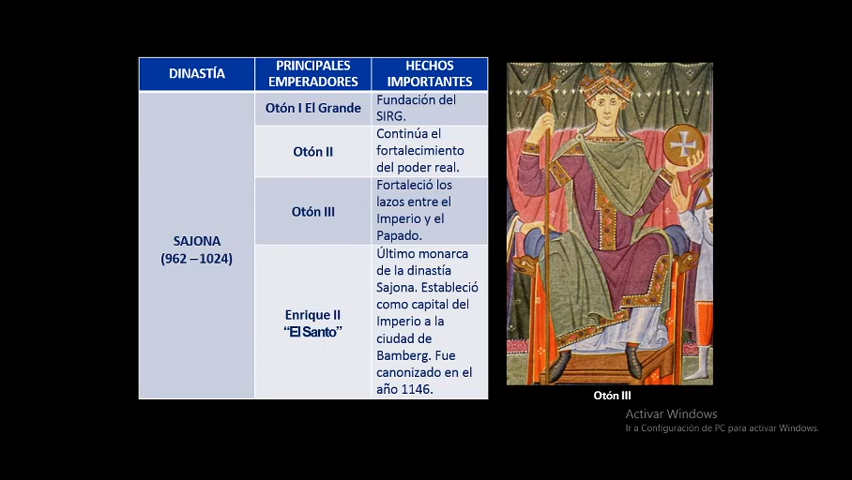 DINASTÍA
PRINCIPALES
EMPERADORES
HECHOS
IMPORTANTES
SAJONA
(962 – 1024)
Otón I El Grande
Fundación del
SIRG.
Otón II
Continúa el
fortalecimiento
del poder real.
Otón III
Fortaleció los
lazos entre el
Imperio y el
Papado.
Enrique II
“El Santo”
Último monarca
de la dinastía
Sajona. Estableció
como capital del
Imperio a la
ciudad de
Bamberg. Fue
canonizado en el
año 1146.
Otón III
Activar Windows
Ir a Configuración de PC para activar Windows.